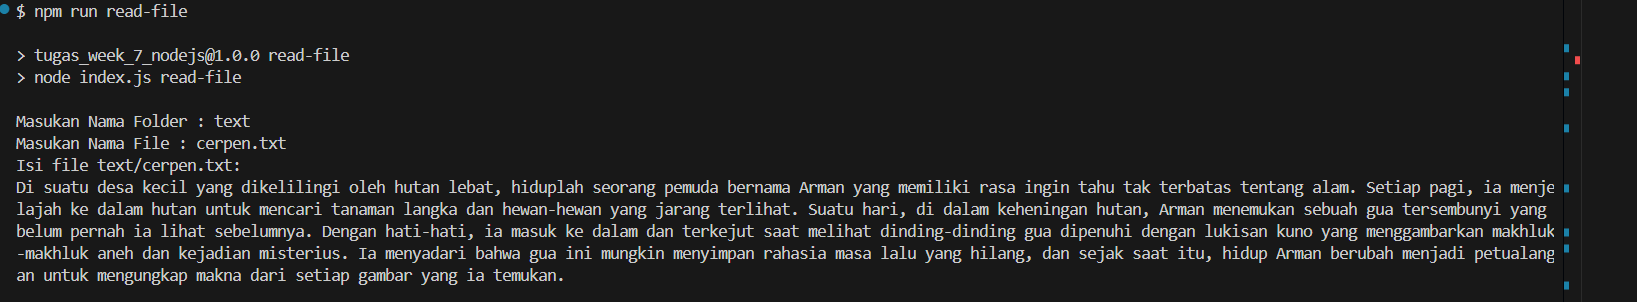 $ npm run read-file
> tugas_week_7_nodejs@1.0.0 read-file
> node index.js read-file
Masukan Nama Folder : text
Masukan Nama File : cerpen.txt
Isi file text/cerpen.txt:
Di suatu desa kecil yang dikelilingi oleh hutan lebat, hiduplah seorang pemuda bernama Arman yang memiliki rasa ingin tahu tak terbatas tentang alam. Setiap pagi, ia menje
lajah ke dalam hutan untuk mencari tanaman langka dan hewan-hewan yang jarang terlihat. Suatu hari, di dalam keheningan hutan, Arman menemukan sebuah gua tersembunyi yang
belum pernah ia lihat sebelumnya. Dengan hati-hati, ia masuk ke dalam dan terkejut saat melihat dinding-dinding gua dipenuhi dengan lukisan kuno yang menggambarkan makhluk
-makhluk aneh dan kejadian misterius. Ia menyadari bahwa gua ini mungkin menyimpan rahasia masa lalu yang hilang, dan sejak saat itu, hidup Arman berubah menjadi petualang
an untuk mengungkap makna dari setiap gambar yang ia temukan.